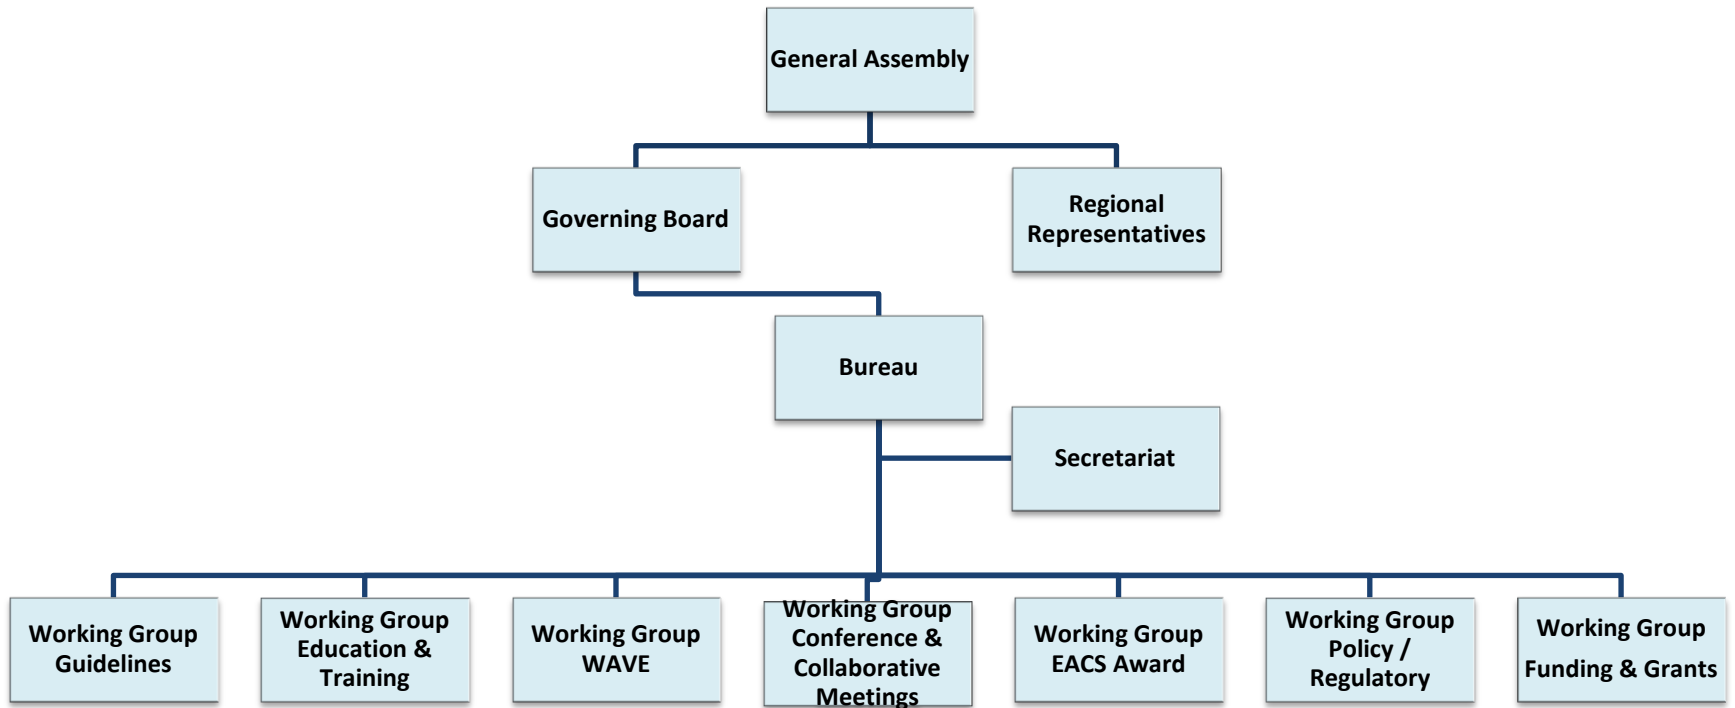 General Assembly
Governing Board
Regional
Representatives
Bureau
Secretariat
Working Group
Guidelines
Working Group
Education &
Training
Working Group
WAVE
Working Group
Conference &
Collaborative
Meetings
Working Group
EACS Award
Working Group
Policy /
Regulatory
Working Group
Funding & Grants